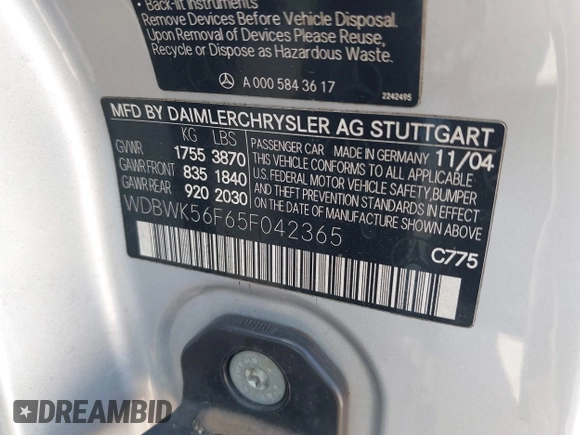 • Back-lit Instruments
Remove Devices Before Vehicle Disposal.
Upon Removal of Devices Please Reuse,
Recycle or Dispose as Hazardous Waste.
A 000 584 36 17
2242495
MFD BY DAIMLERCHRYSLER AG STUTTGART
KG LBS
GVWR 1755 3870
GAWR FRONT 835 1840
GAWR REAR 920 2030
PASSENGER CAR MADE IN GERMANY 11/04
THIS VEHICLE CONFORMS TO ALL APPLICABLE
U.S. FEDERAL MOTOR VEHICLE SAFETY, BUMPER
AND THEFT PREVENTION STANDARDS IN EFFECT
ON THE DATE OF MANUFACTURE SHOWN ABOVE.
WDBWK56F65F042365
C775
DREAMBID